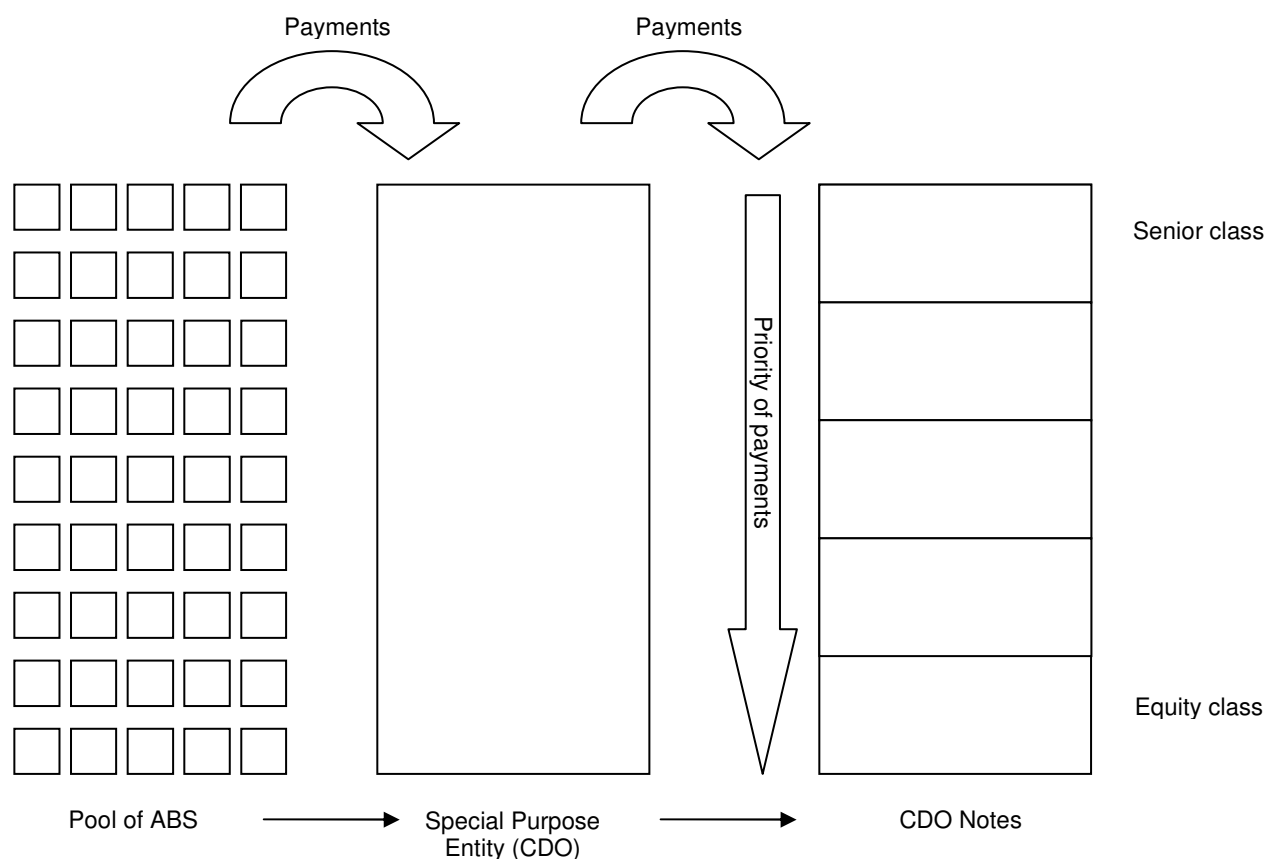 Payments
Payments
Priority of payments
Senior class
Equity class
Pool of ABS
Special Purpose
Entity (CDO)
CDO Notes